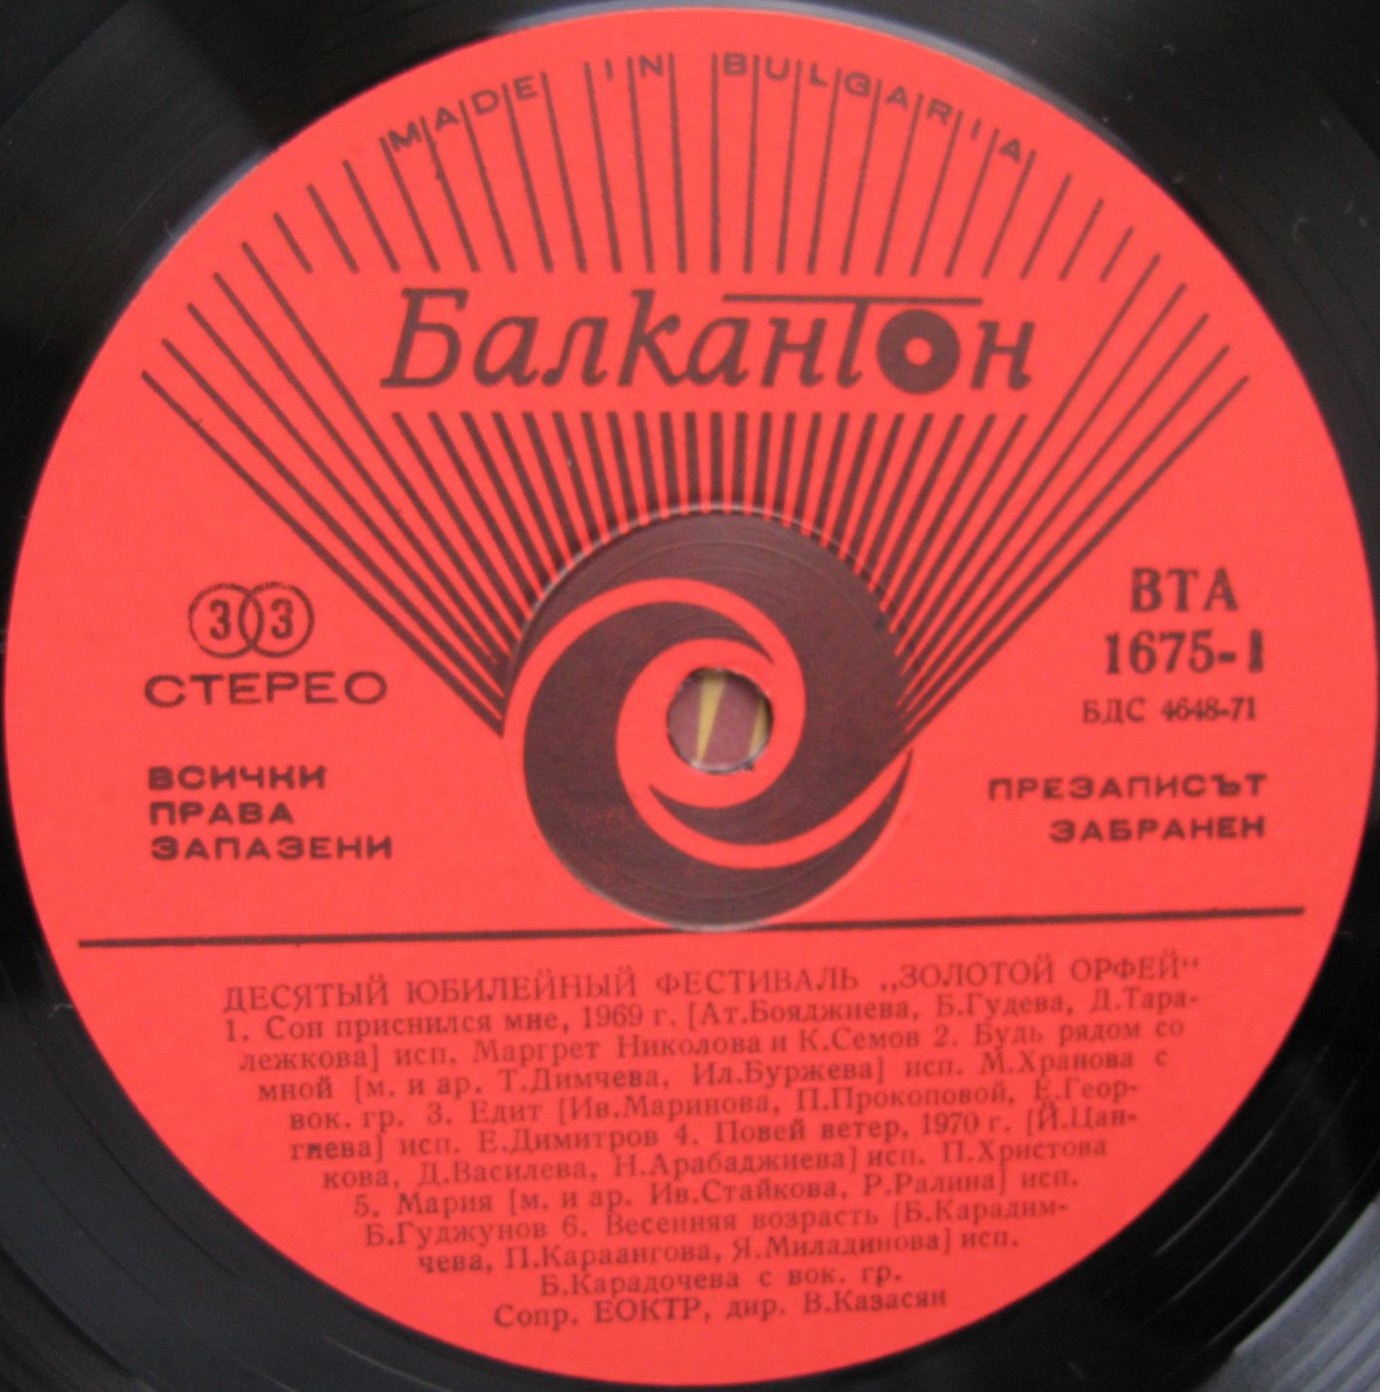 MADE IN BULGARIA
Балкантон
33
СТЕРЕО
ВСИЧКИ
ПРАВА
ЗАПАЗЕНИ
ВТА
1675-1
БДС 4648-71
ПРЕЗАПИСЪТ
ЗАБРАНЕН
ДЕСЯТЫЙ ЮБИЛЕЙНЫЙ ФЕСТИВАЛЬ „ЗОЛОТОЙ ОРФЕЙ“
1. Сон приснился мне, 1969 г. [Ат.Бояджиева, Б.Гудева, Д.Тара-
лежкова] исп. Маргрет Николова и К.Семов 2. Будь рядом со
мной [м. и ар. Т.Димчева, Ил.Буржева] исп. М.Хранова с
вок. гр. 3. Едит [Ив.Маринова, П.Прокоповой, Е.Геор-
гиева] исп. Е.Димитров 4. Повей ветер, 1970 г. [Й.Цан-
кова, Д.Василева, Н.Арабаджиева] исп. П.Христова
5. Мария [м. и ар. Ив.Стайкова, Р.Ралина] исп.
Б.Гуджунов 6. Весенняя возрасть [Б.Карадим-
чева, П.Караангова, Я.Миладинова] исп.
Б.Карадочева с вок. гр.
Сопр. ЕОКТР, дир. В.Казасян